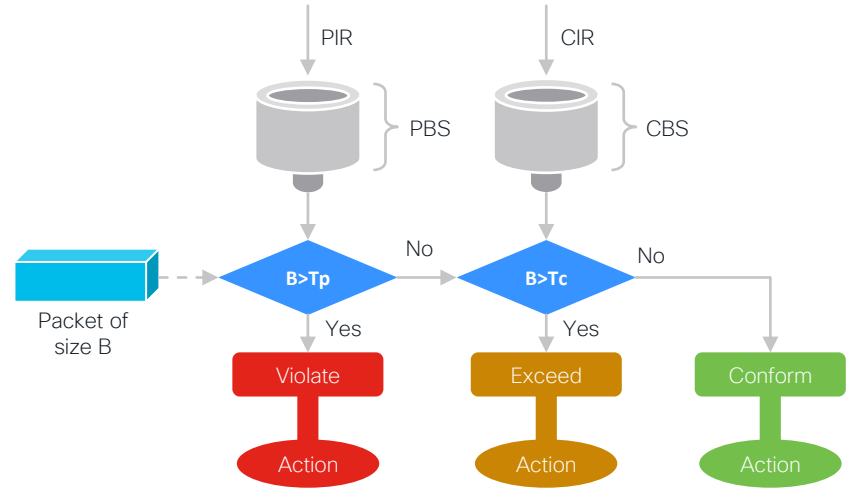 PIR
CIR
PBS
CBS
No
No
B>Tp
B>Tc
Packet of
size B
Yes
Yes
Violate
Exceed
Conform
Action
Action
Action